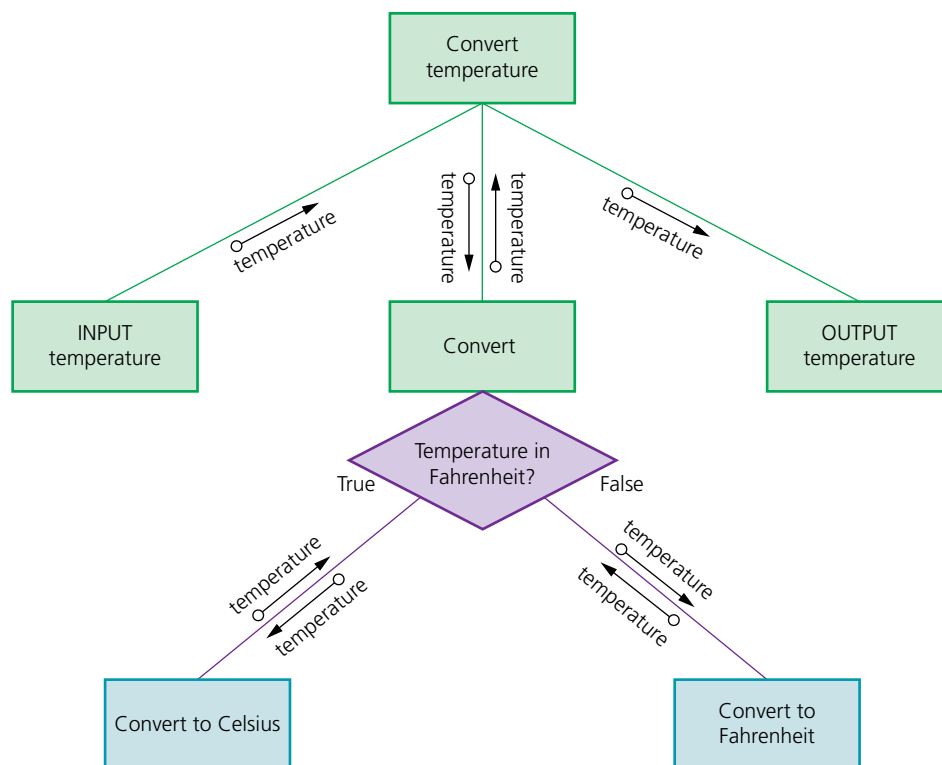 Convert
temperature
temperature
temperature
temperature
temperature
INPUT
temperature
Convert
OUTPUT
temperature
Temperature in
Fahrenheit?
True
False
temperature
temperature
temperature
temperature
Convert to Celsius
Convert to
Fahrenheit